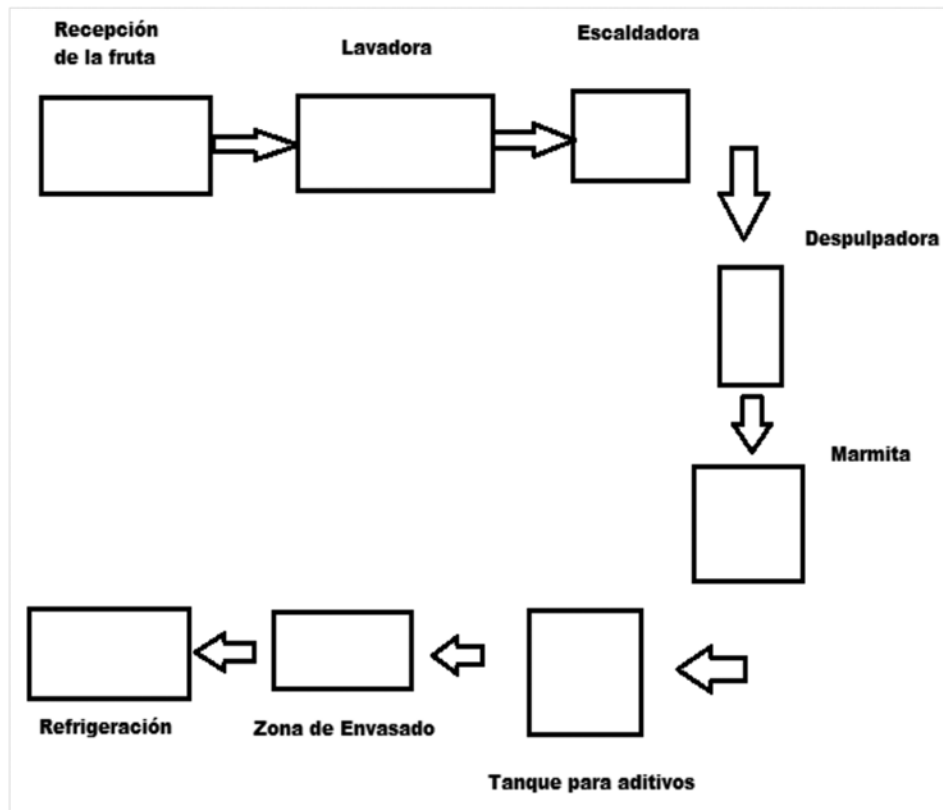 Recepción
de la fruta
Lavadora
Escaldadora
Despulpadora
Marmita
Refrigeración
Zona de Envasado
Tanque para aditivos